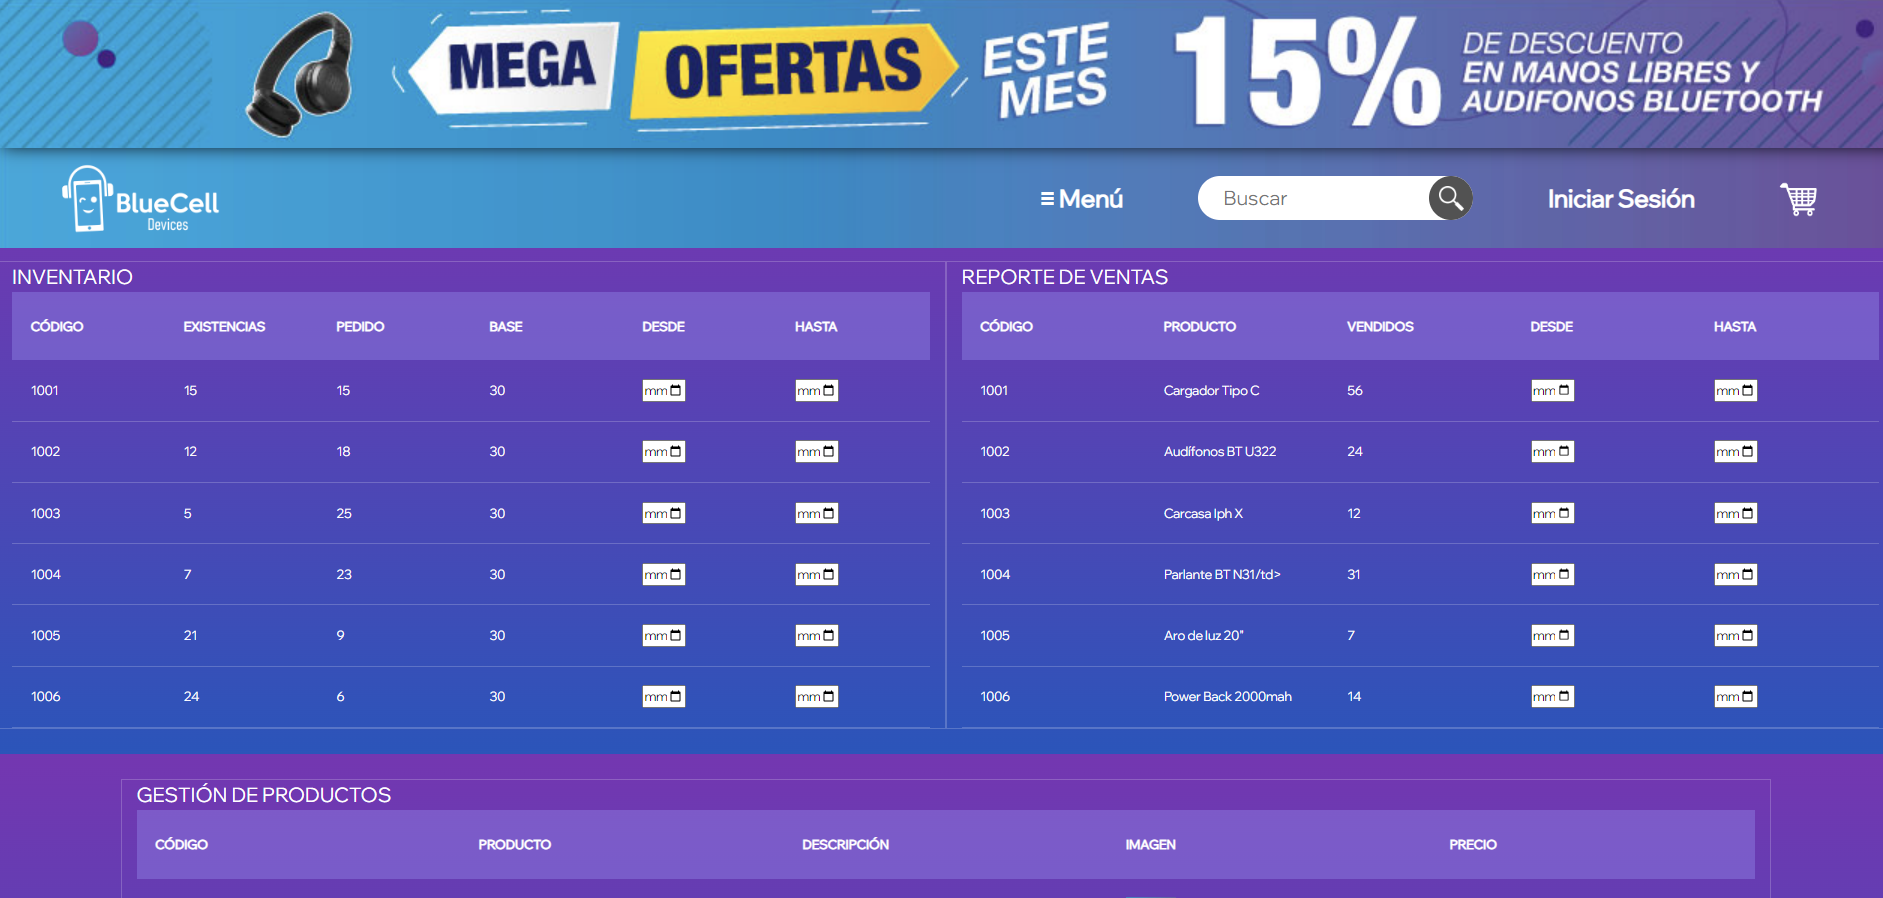 MEGA OFERTAS ESTE MES 15% DE DESCUENTO EN MANOS LIBRES Y AUDIFONOS BLUETOOTH
BlueCell Devices
Menú Buscar Iniciar Sesión
INVENTARIO
CÓDIGO EXISTENCIAS PEDIDO BASE DESDE HASTA
1001 15 15 30 mm mm
1002 12 18 30 mm mm
1003 5 25 30 mm mm
1004 7 23 30 mm mm
1005 21 9 30 mm mm
1006 24 6 30 mm mm
REPORTE DE VENTAS
CÓDIGO PRODUCTO VENDIDOS DESDE HASTA
1001 Cargador Tipo C 56 mm mm
1002 Audífonos BT U322 24 mm mm
1003 Carcasa Iph X 12 mm mm
1004 Parlante BT N31/td> 31 mm mm
1005 Aro de luz 20" 7 mm mm
1006 Power Back 2000mah 14 mm mm
GESTIÓN DE PRODUCTOS
CÓDIGO PRODUCTO DESCRIPCIÓN IMAGEN PRECIO